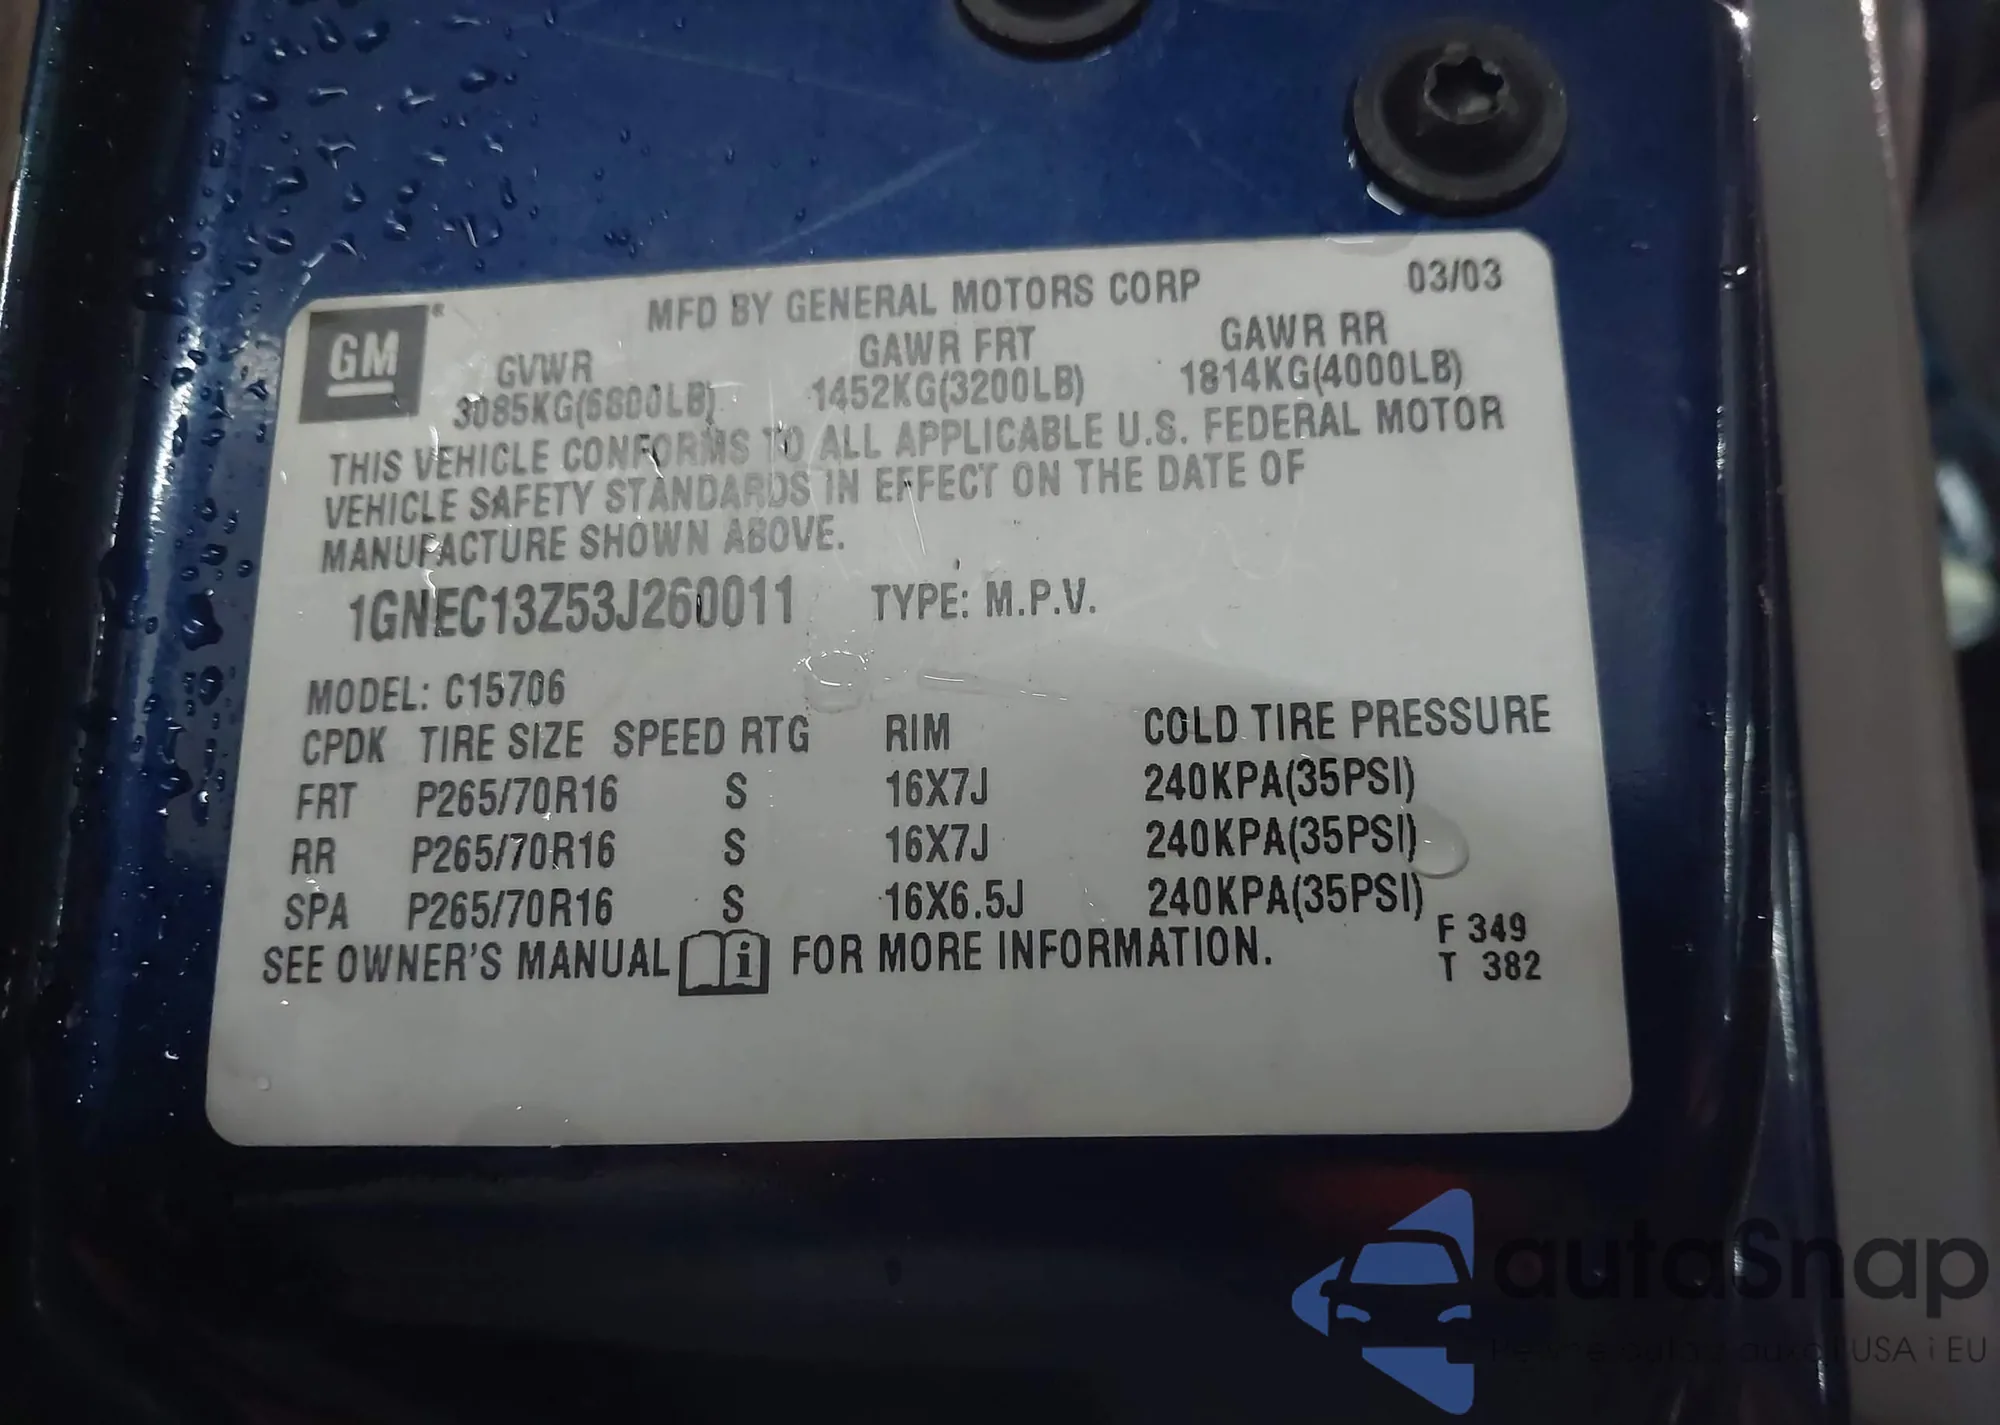 GM®
MFD BY GENERAL MOTORS CORP 03/03
GVWR GAWR FRT GAWR RR
3085KG(6800LB) 1452KG(3200LB) 1814KG(4000LB)
THIS VEHICLE CONFORMS TO ALL APPLICABLE U.S. FEDERAL MOTOR
VEHICLE SAFETY STANDARDS IN EFFECT ON THE DATE OF
MANUFACTURE SHOWN ABOVE.
1GNEC13Z53J260011 TYPE: M.P.V.
MODEL: C15706
CPDK TIRE SIZE SPEED RTG RIM COLD TIRE PRESSURE
FRT P265/70R16 S 16X7J 240KPA(35PSI)
RR P265/70R16 S 16X7J 240KPA(35PSI)
SPA P265/70R16 S 16X6.5J 240KPA(35PSI)
SEE OWNER'S MANUAL i FOR MORE INFORMATION.
F 349
T 382
autaSnap
USA i EU